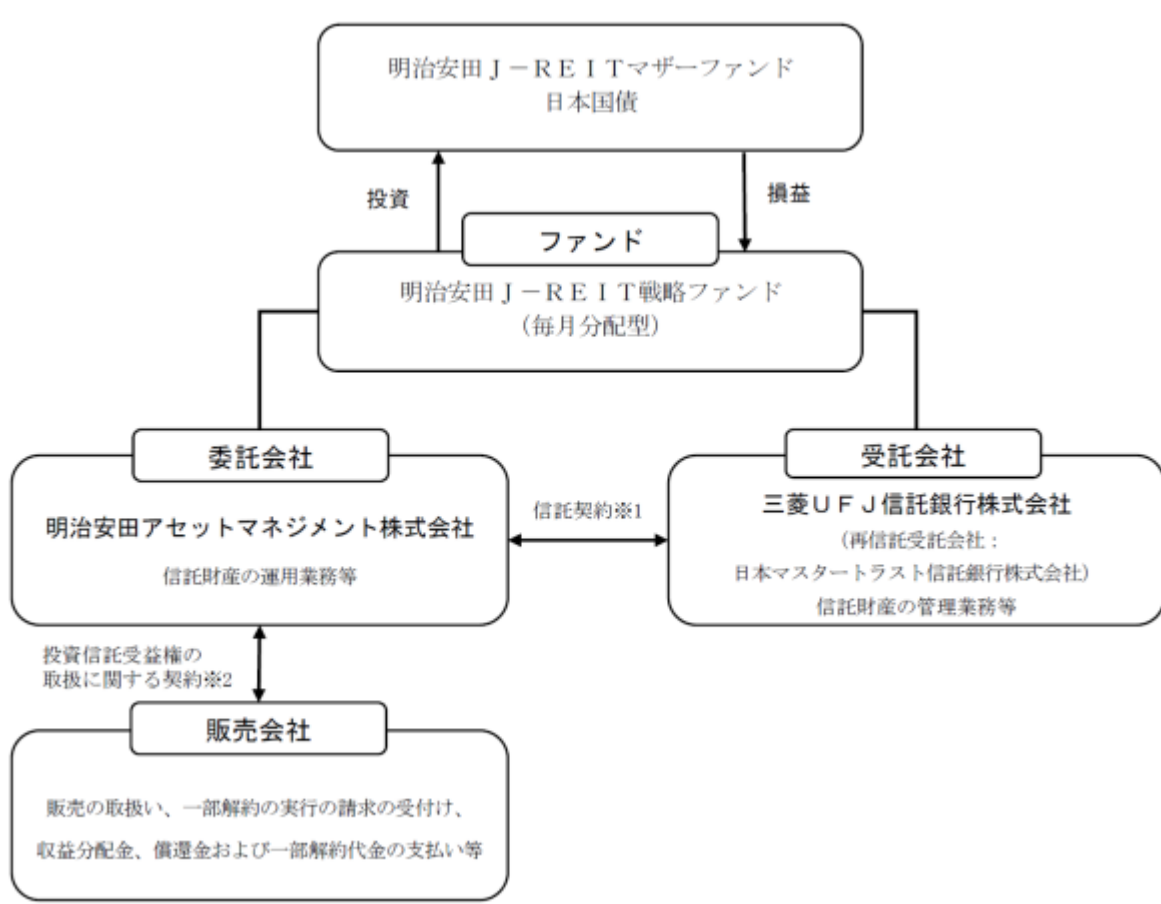 明治安田Ｊ－ＲＥＩＴマザーファンド
日本国債
投資
損益
ファンド
明治安田Ｊ－ＲＥＩＴ戦略ファンド
（毎月分配型）
委託会社
明治安田アセットマネジメント株式会社
信託財産の運用業務等
信託契約※1
受託会社
三菱ＵＦＪ信託銀行株式会社
（再信託受託会社：
日本マスタートラスト信託銀行株式会社）
信託財産の管理業務等
投資信託受益権の
取扱に関する契約※2
販売会社
販売の取扱い、一部解約の実行の請求の受付け、
収益分配金、償還金および一部解約代金の支払い等